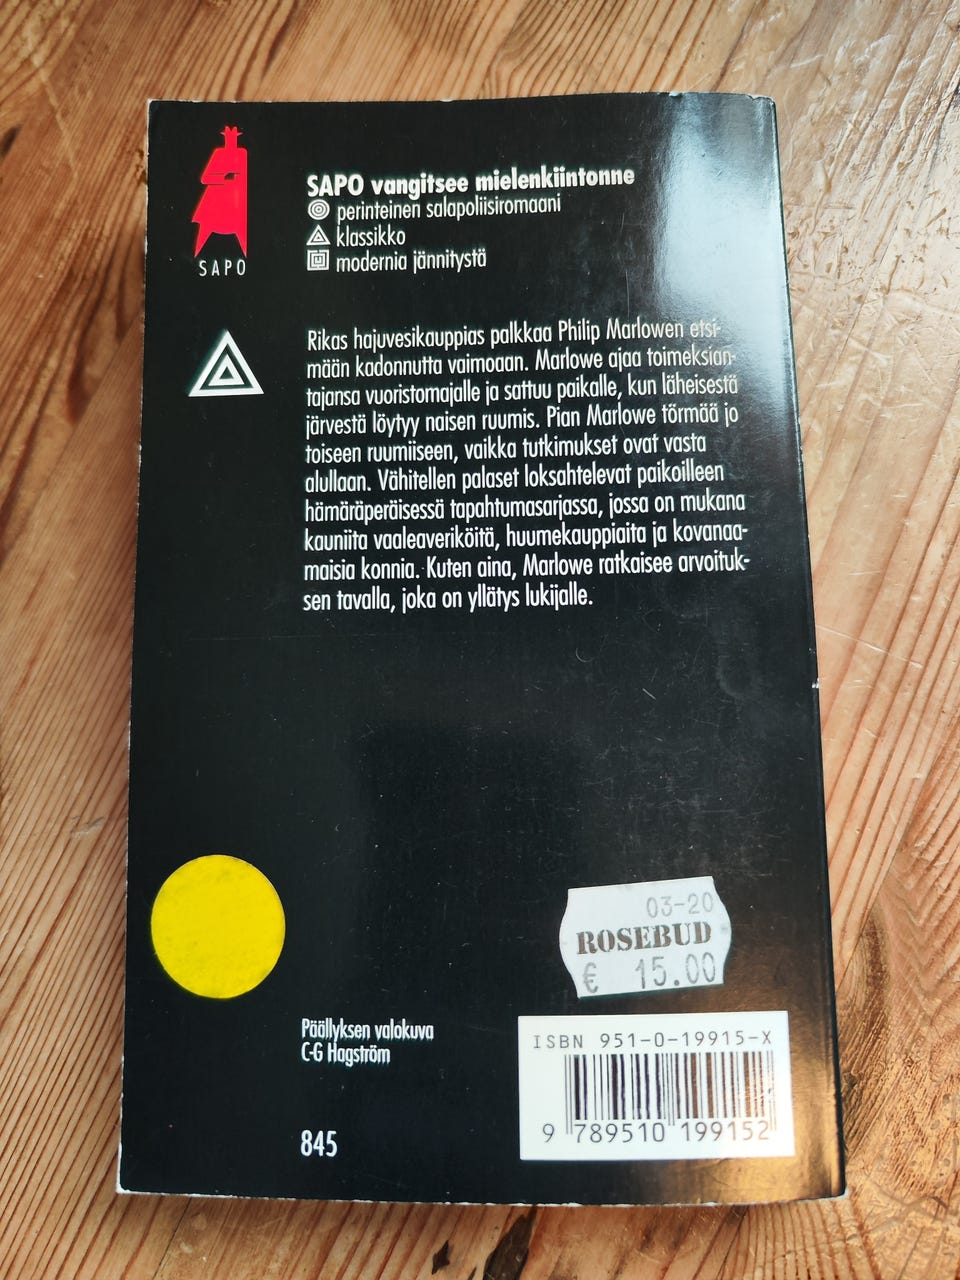 SAPO
SAPO vangitsee mielenkiintonne
perinteinen salapoliisiromaani
klassikko
modernia jännitystä
Rikas hajuvesikauppias palkkaa Philip Marlowen etsi-
mään kadonnutta vaimoaan. Marlowe ajaa toimeksian-
tajansa vuoristomajalle ja sattuu paikalle, kun läheisestä
järvestä löytyy naisen ruumis. Pian Marlowe törmää jo
toiseen ruumiiseen, vaikka tutkimukset ovat vasta
alullaan. Vähitellen palaset loksahtelevat paikoilleen
hämäräperäisessä tapahtumasarjassa, jossa on mukana
kauniita vaaleaveriköitä, huumekauppiaita ja kovanaa-
maisia konnia. Kuten aina, Marlowe ratkaisee arvoituk-
sen tavalla, joka on yllätys lukijalle.
03-20
ROSEBUD
€ 15.00
Päällyksen valokuva
C-G Hagström
ISBN 951-0-19915-X
9 789510 199152
845